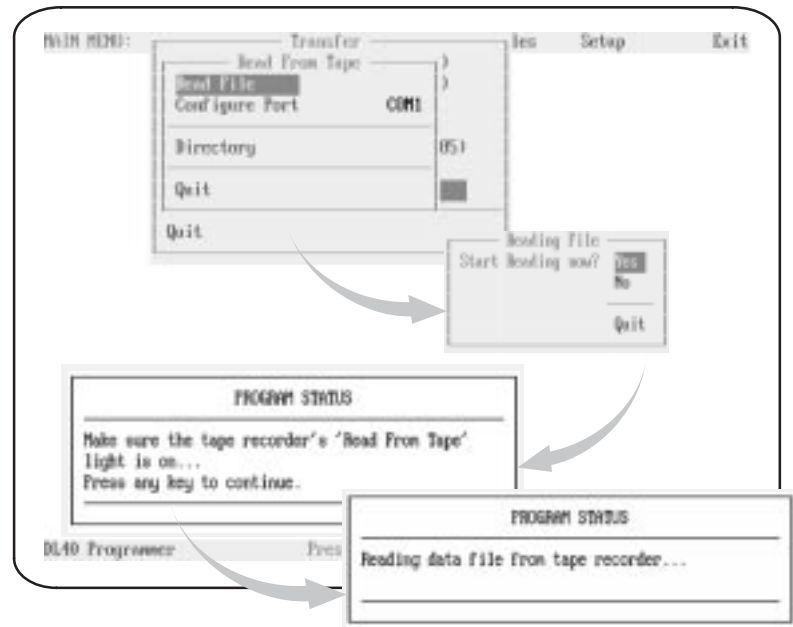 MAIN MENU:
Transfer
les Setup Exit
Read From Tape
)
Read File
)
Configure Port COM1
Directory
05)
Quit
Quit
Reading File
Start Reading now? Yes
No
Quit
PROGRAM STATUS
Make sure the tape recorder's 'Read From Tape'
light is on...
Press any key to continue.
PROGRAM STATUS
Reading data file from tape recorder...
DL40 Programmer Pres